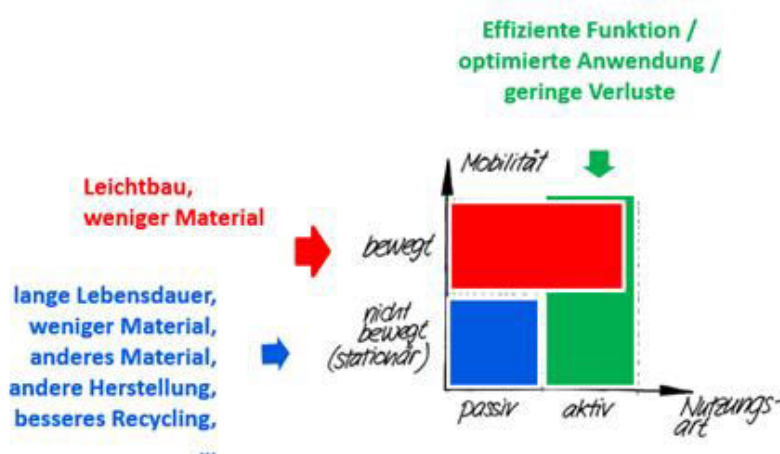 Effiziente Funktion /
optimierte Anwendung /
geringe Verluste
Mobilität
Leichtbau,
weniger Material
bewegt
lange Lebensdauer,
weniger Material,
anderes Material,
andere Herstellung,
besseres Recycling,
...
nicht
bewegt
(stationär)
passiv
aktiv
Nutzungs-
art